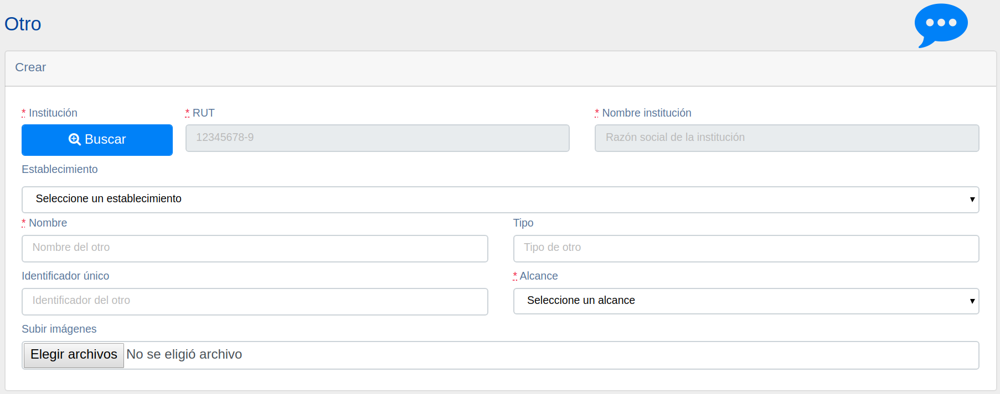 Otro
Crear
* Institución
* RUT
* Nombre institución
Buscar
12345678-9
Razón social de la institución
Establecimiento
Seleccione un establecimiento
* Nombre
Tipo
Nombre del otro
Tipo de otro
Identificador único
* Alcance
Identificador del otro
Seleccione un alcance
Subir imágenes
Elegir archivos No se eligió archivo